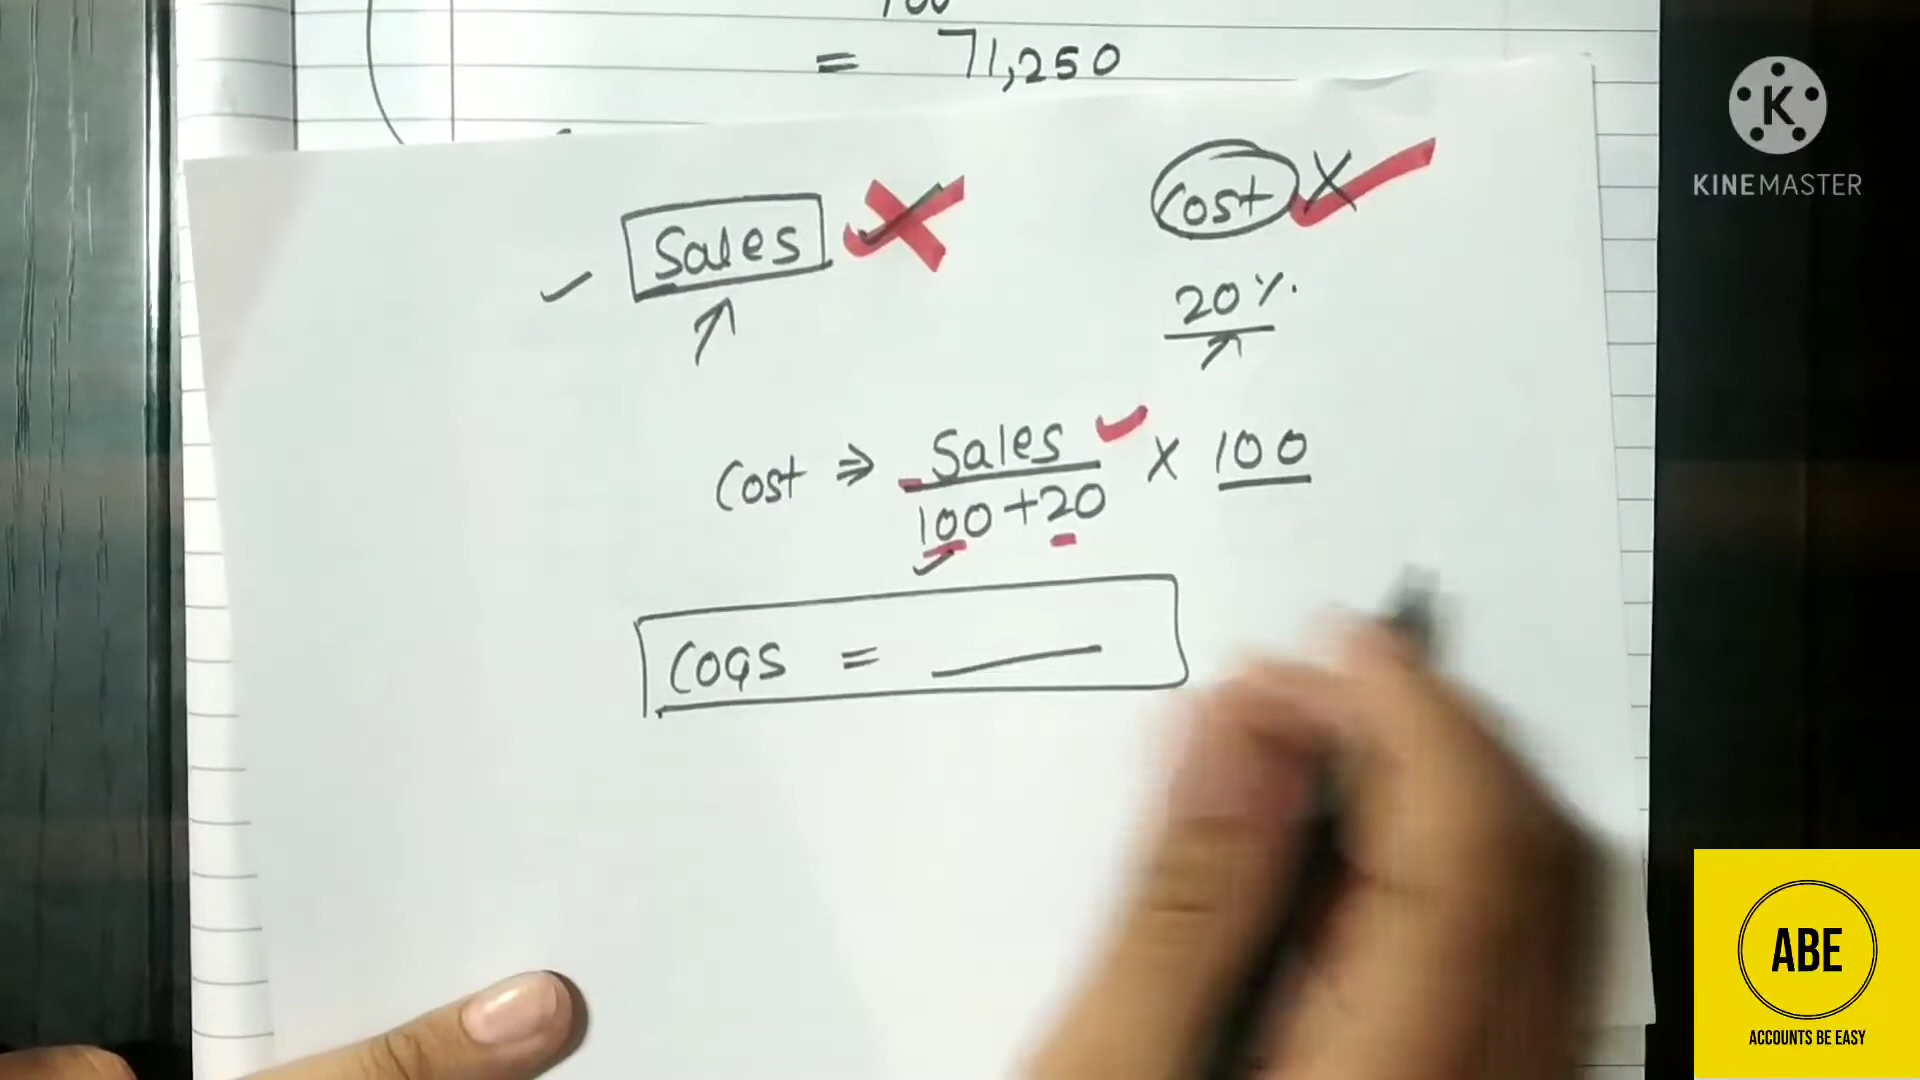 = 71,250
Sales
Cost X
20%.
Cost ⇒ Sales / 100+20 X 100
COGS =
KINEMASTER
K
ABE
ACCOUNTS BE EASY